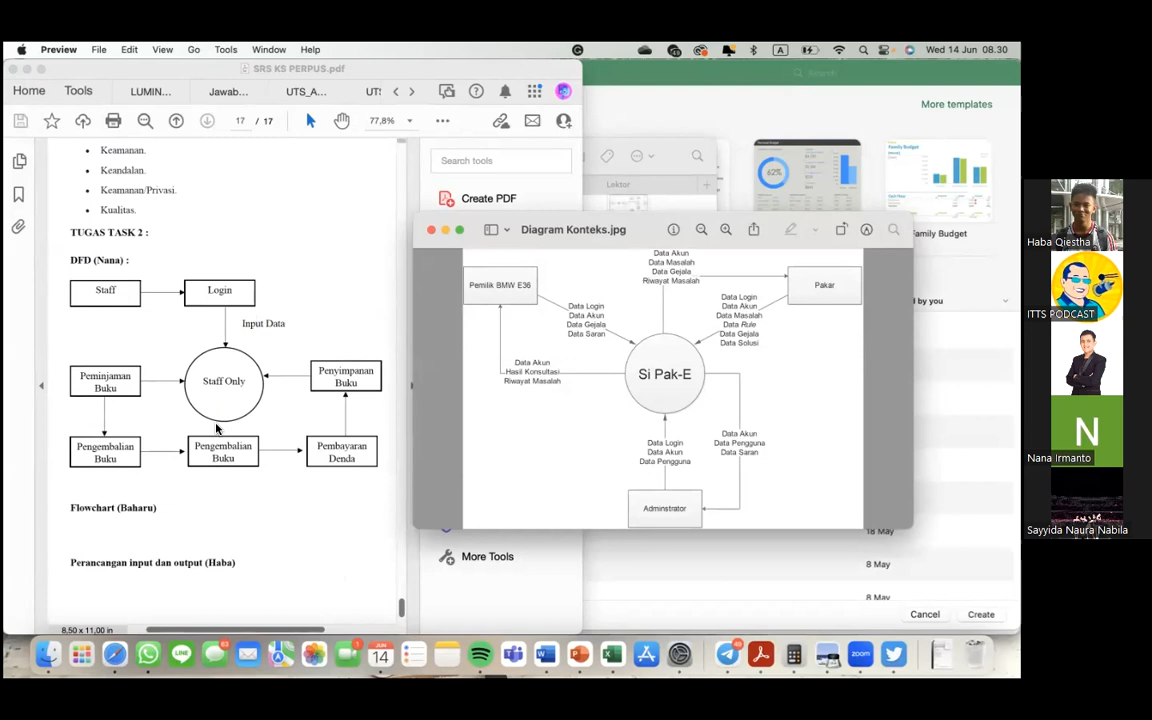 Preview File Edit View Go Tools Window Help
A Wed 14 Jun 08.30
SRS KS PERPUS.pdf
Home Tools LUMIN... Jawab... UTS_A...
17 / 17 77,8%
Keamanan.
Keandalan.
Keamanan/Privasi.
Kualitas.
TUGAS TASK 2 :
DFD (Nana) :
Staff
Login
Input Data
Peminjaman
Buku
Staff Only
Penyimpanan
Buku
Pengembalian
Buku
Pengembalian
Buku
Pembayaran
Denda
Flowchart (Baharu)
Perancangan input dan output (Haba)
8.50 x 11,00 in
Search tools
Create PDF
More Tools
Search
More templates
Lektor
62%
Family Budget
Family Budget
d by you
18 May
8 May
8 May
Cancel Create
Diagram Konteks.jpg
Data Akun
Data Masalah
Data Gejala
Riwayat Masalah
Pemilik BMW E36
Pakar
Data Login
Data Akun
Data Gejala
Data Saran
Data Login
Data Akun
Data Masalah
Data Rule
Data Gejala
Data Solusi
Data Akun
Hasil Konsultasi
Riwayat Masalah
Si Pak-E
Data Login
Data Akun
Data Pengguna
Data Akun
Data Pengguna
Data Saran
Adminstrator
Haba Qiestha
ITTS PODCAST
N
Nana Irmanto
Sayyida Naura Nabila
JUN
14
zoom